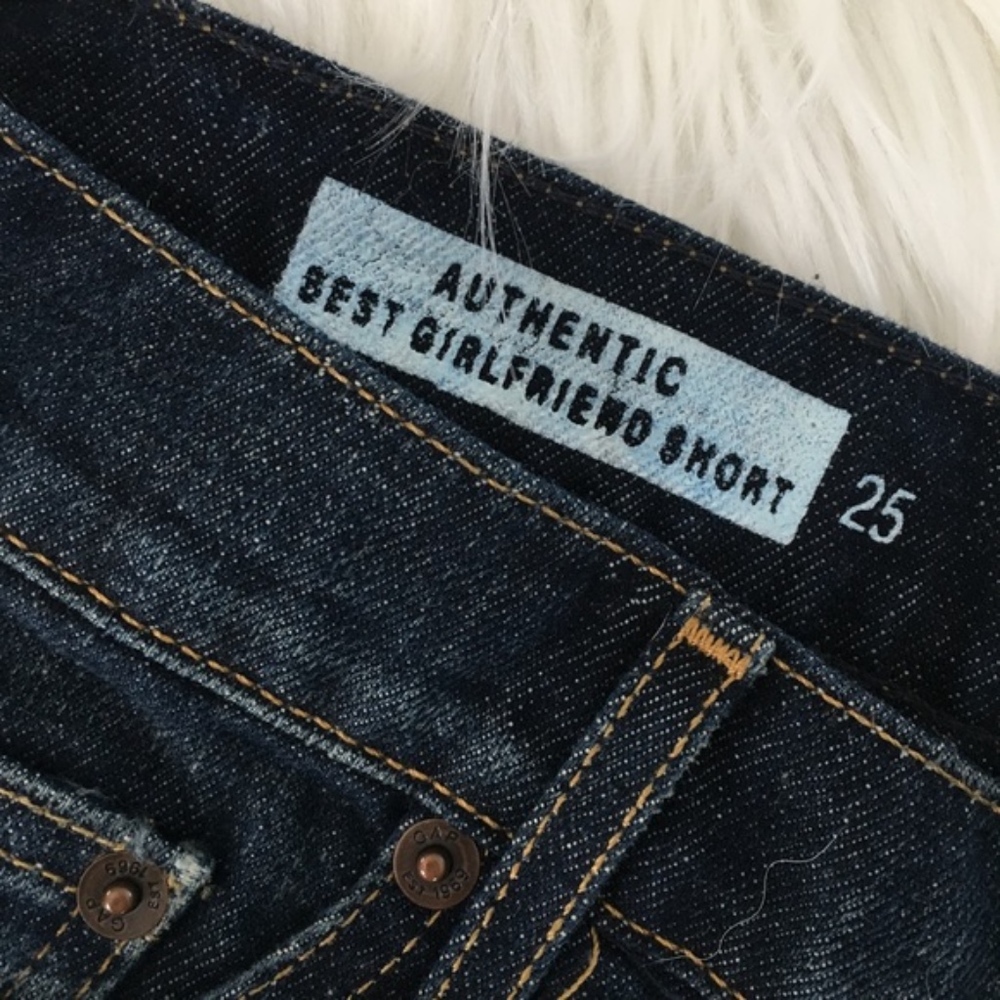 AUTHENTIC
BEST GIRLFRIEND SHORT
25
GAP
EST 1969
GAP
EST 1969